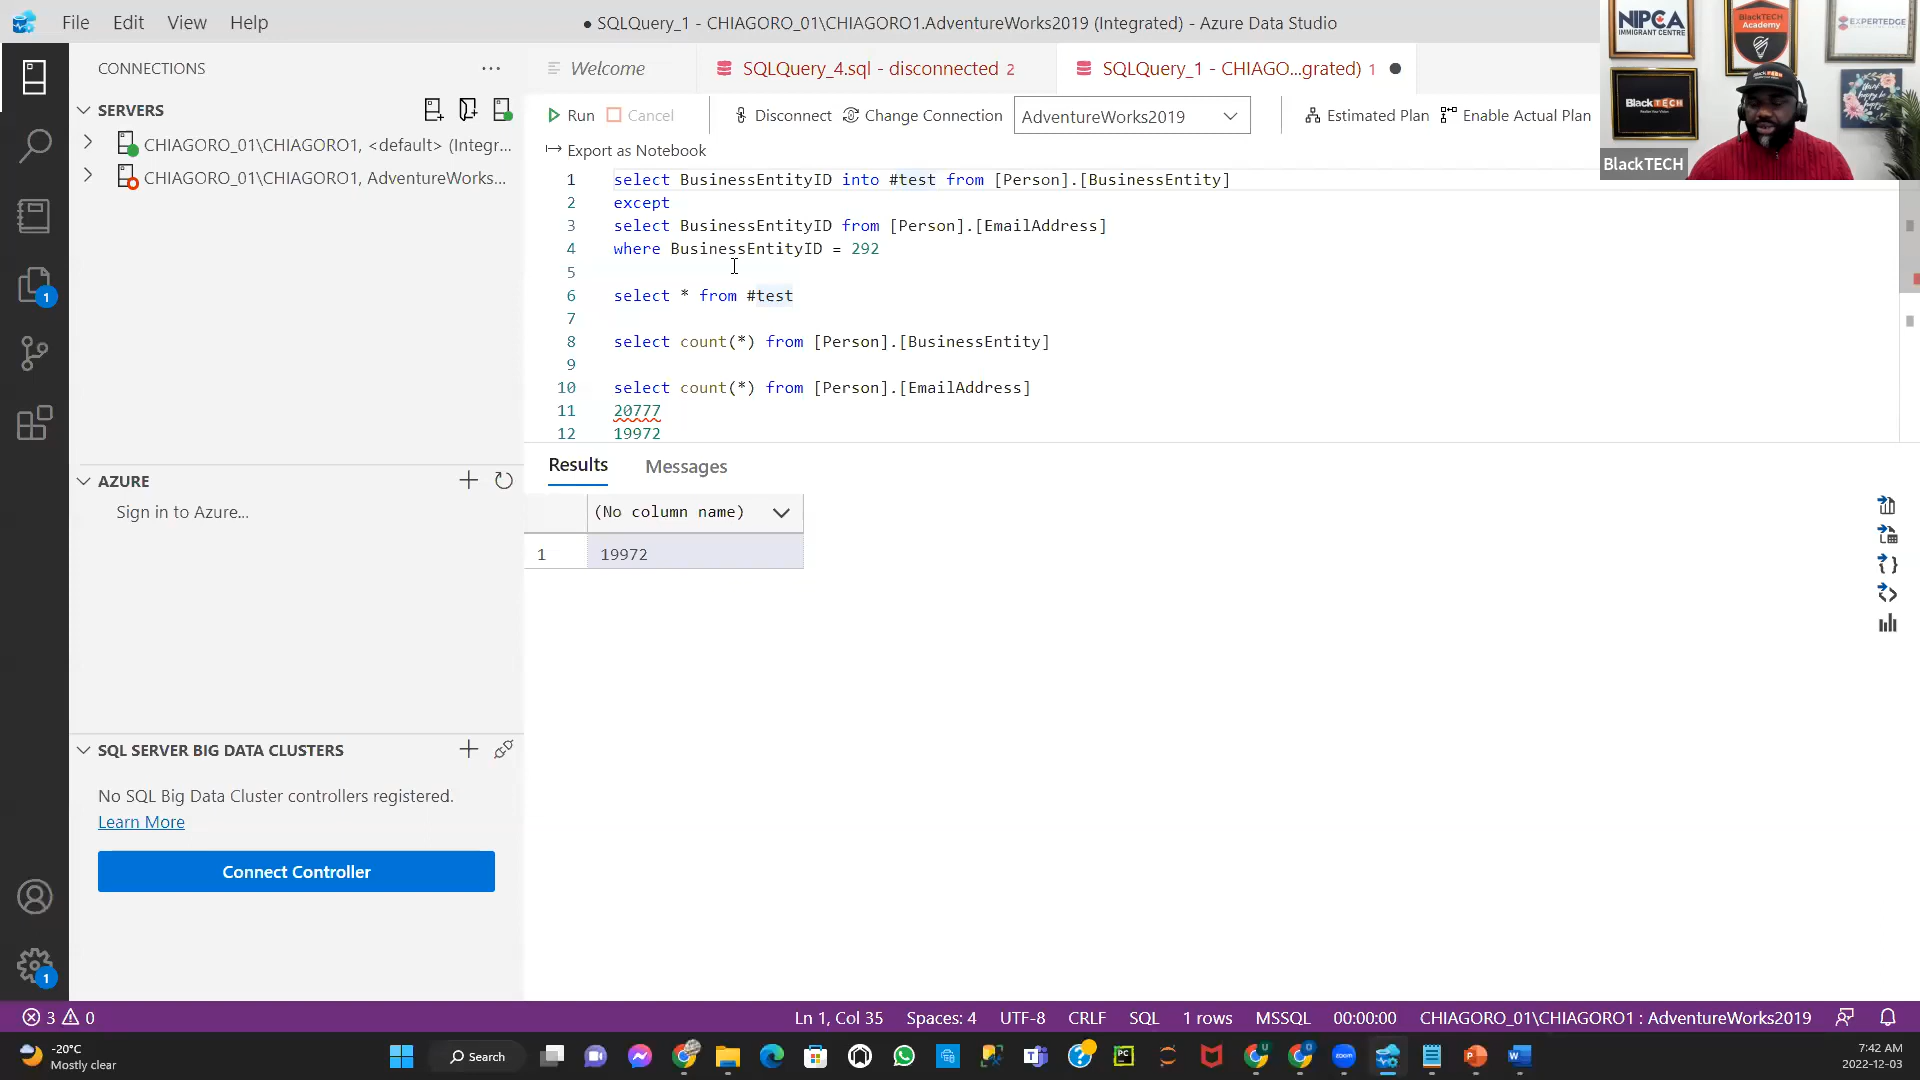 File Edit View Help
● SQLQuery_1 - CHIAGORO_01\CHIAGORO1.AdventureWorks2019 (Integrated) - Azure Data Studio
CONNECTIONS
SERVERS
CHIAGORO_01\CHIAGORO1, <default> (Integr...
CHIAGORO_01\CHIAGORO1, AdventureWorks...
AZURE
Sign in to Azure...
SQL SERVER BIG DATA CLUSTERS
No SQL Big Data Cluster controllers registered.
Learn More
Connect Controller
1
1
Welcome
SQLQuery_4.sql - disconnected 2
SQLQuery_1 - CHIAGO...grated) 1 ●
Run Cancel Disconnect Change Connection AdventureWorks2019 Estimated Plan Enable Actual Plan
Export as Notebook
1 select BusinessEntityID into #test from [Person].[BusinessEntity]
2 except
3 select BusinessEntityID from [Person].[EmailAddress]
4 where BusinessEntityID = 292
5
6 select * from #test
7
8 select count(*) from [Person].[BusinessEntity]
9
10 select count(*) from [Person].[EmailAddress]
11 20777
12 19972
Results Messages
(No column name)
1 19972
NIPCA
IMMIGRANT CENTRE
BlackTECH
Academy
EXPERTEDGE
BlackTECH
BlackTECH
3 0
Ln 1, Col 35 Spaces: 4 UTF-8 CRLF SQL 1 rows MSSQL 00:00:00 CHIAGORO_01\CHIAGORO1 : AdventureWorks2019
-20°C
Mostly clear
Search
zoom
7:42 AM
2022-12-03